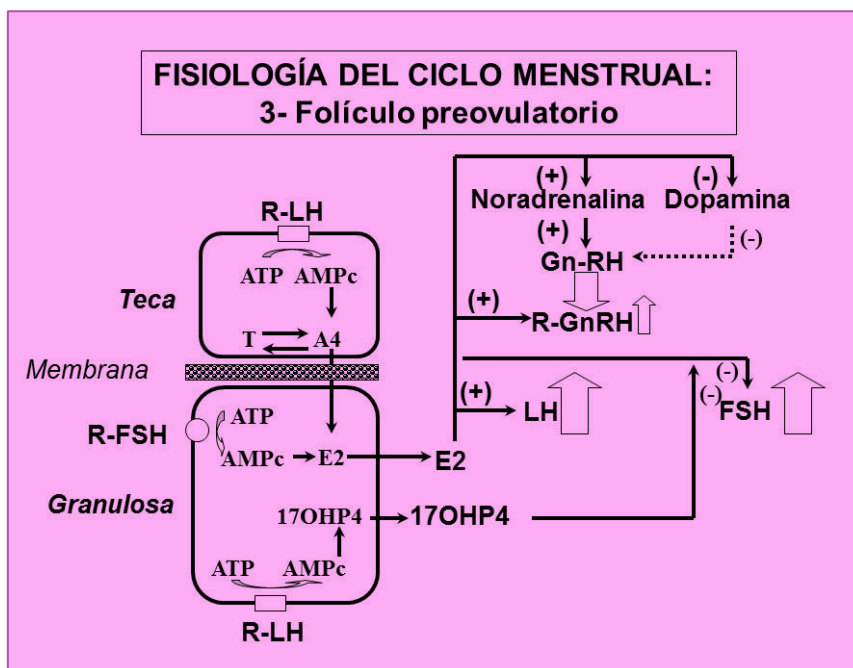 FISIOLOGÍA DEL CICLO MENSTRUAL:
3- Folículo preovulatorio
(+) (-)
Noradrenalina Dopamina
R-LH
(+) (-)
ATP AMPc
Gn-RH
Teca
(+)
R-GnRH
T A4
Membrana
(-)
(-)
(+)
LH FSH
ATP
R-FSH
AMPc E2
E2
Granulosa
17OHP4 17OHP4
ATP AMPc
R-LH